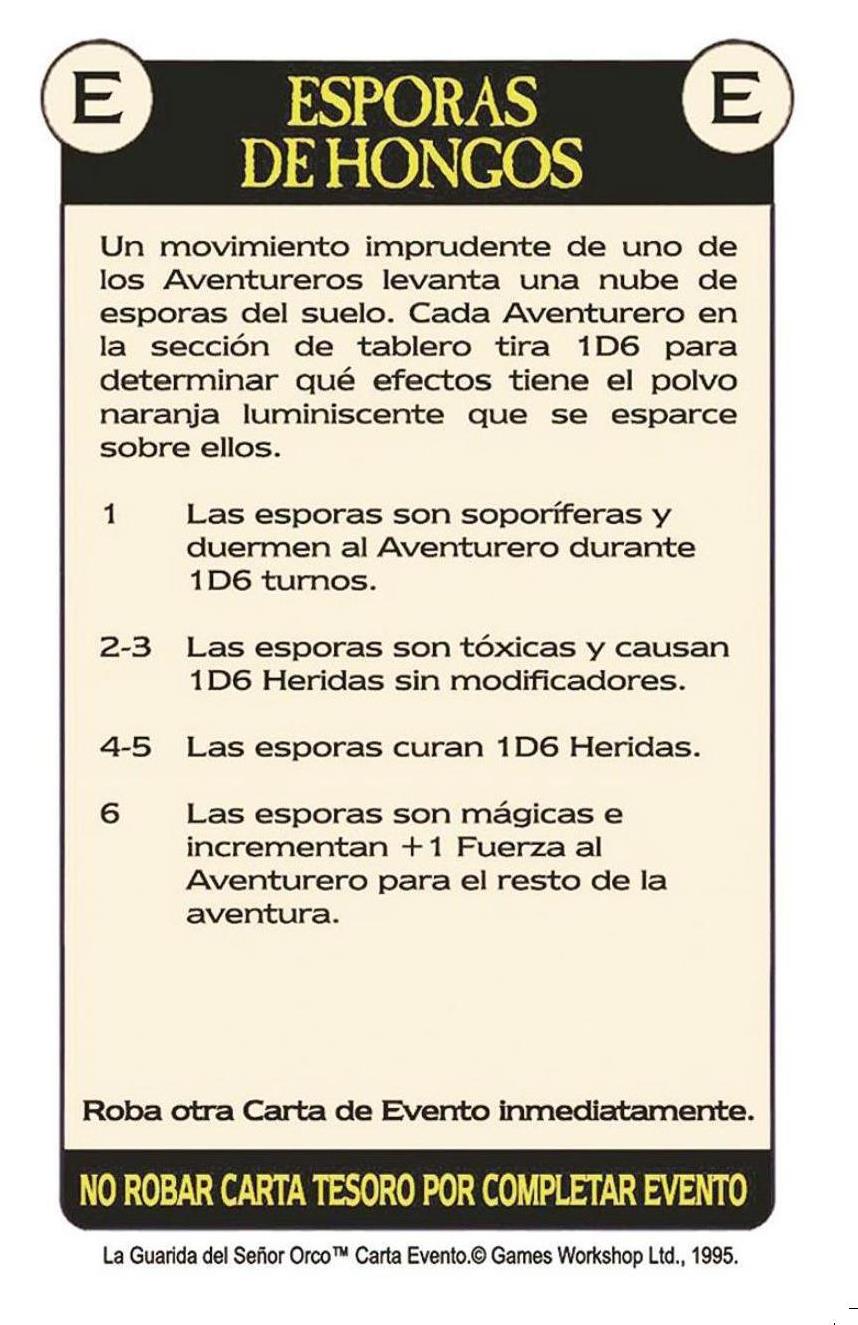 E E
ESPORAS
DE HONGOS
Un movimiento imprudente de uno de
los Aventureros levanta una nube de
esporas del suelo. Cada Aventurero en
la sección de tablero tira 1D6 para
determinar qué efectos tiene el polvo
naranja luminiscente que se esparce
sobre ellos.
1 Las esporas son soporíferas y
duermen al Aventurero durante
1D6 turnos.
2-3 Las esporas son tóxicas y causan
1D6 Heridas sin modificadores.
4-5 Las esporas curan 1D6 Heridas.
6 Las esporas son mágicas e
incrementan +1 Fuerza al
Aventurero para el resto de la
aventura.
Roba otra Carta de Evento inmediatamente.
NO ROBAR CARTA TESORO POR COMPLETAR EVENTO
La Guarida del Señor Orco™ Carta Evento.© Games Workshop Ltd., 1995.